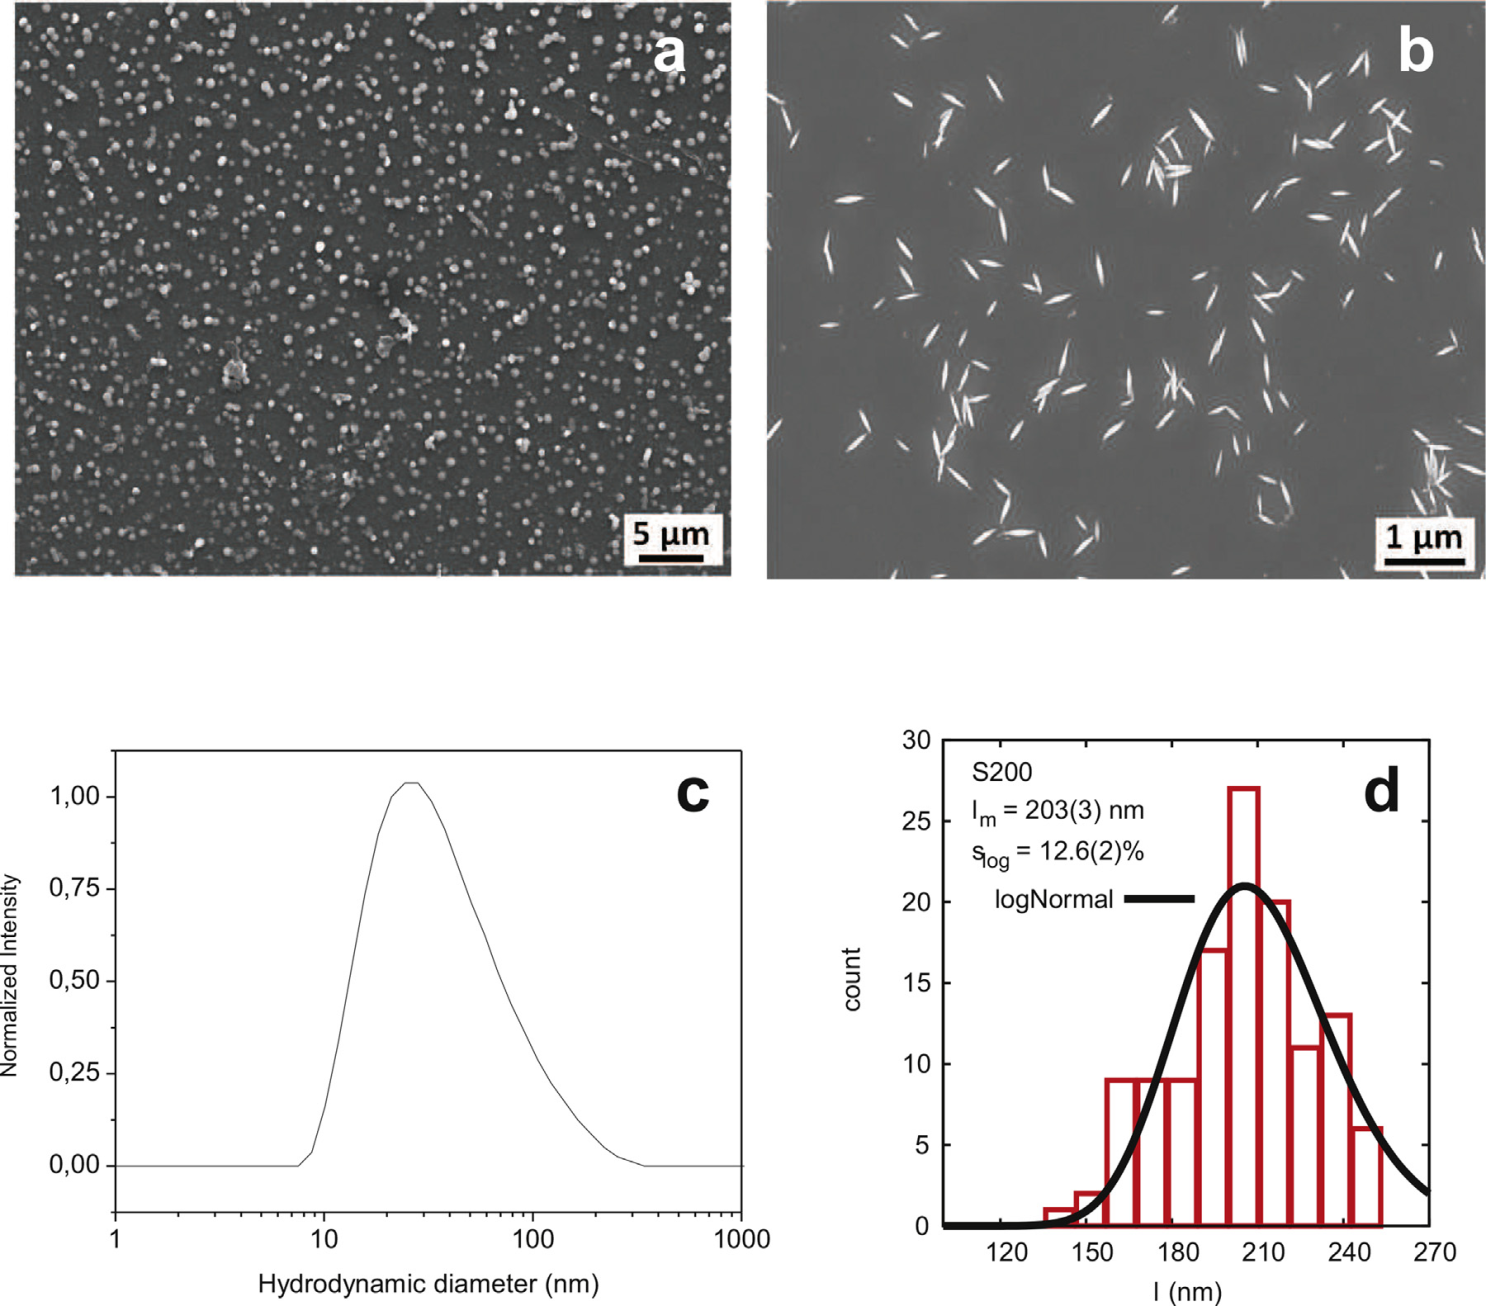 a
5 µm
b
1 µm
c
1,00
0,75
0,50
0,25
0,00
Normalized Intensity
1 10 100 1000
Hydrodynamic diameter (nm)
d
S200
lm = 203(3) nm
slog = 12.6(2)%
logNormal
30
25
20
15
10
5
0
count
120 150 180 210 240 270
l (nm)